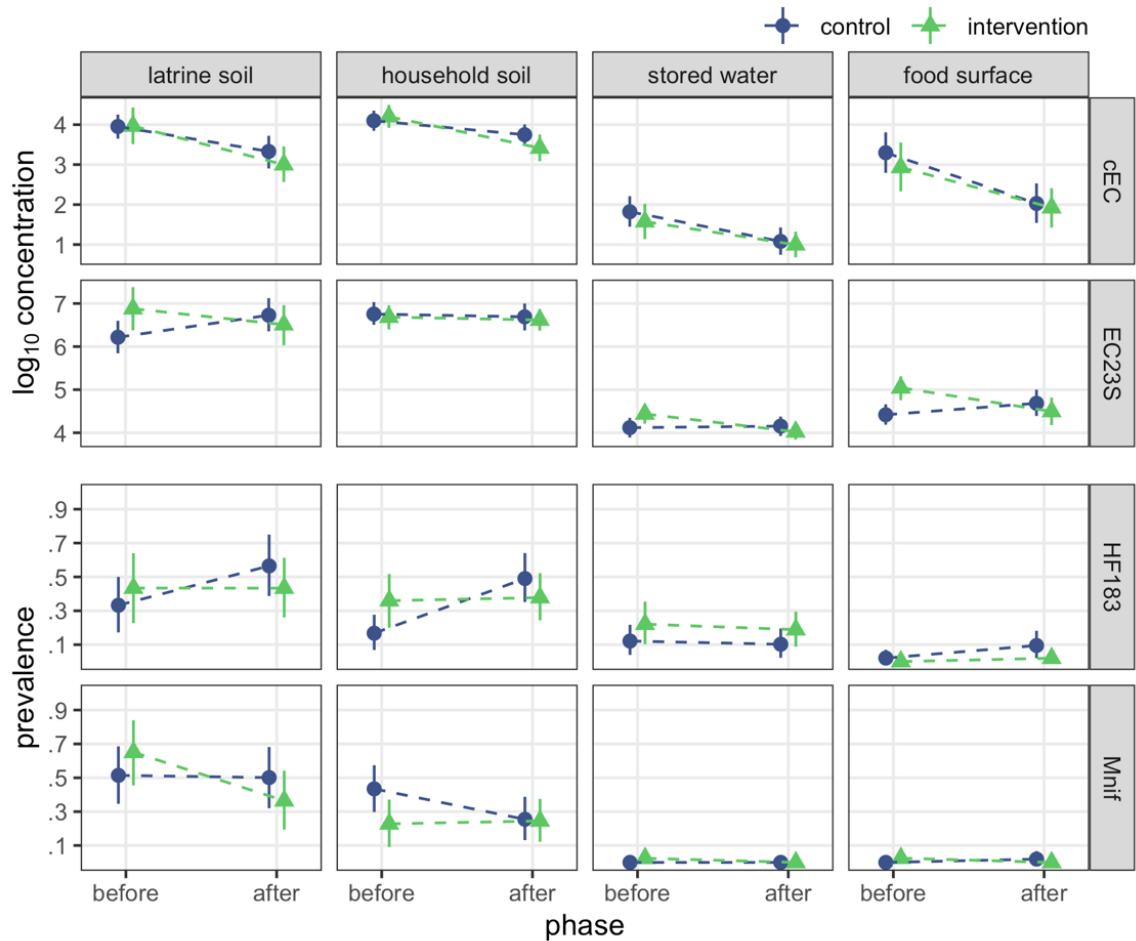 control intervention
latrine soil household soil stored water food surface
log10 concentration
4
3
2
1
cEC
7
6
5
4
EC23S
prevalence
.9
.7
.5
.3
.1
HF183
.9
.7
.5
.3
.1
Mnif
before after before after before after before after
phase